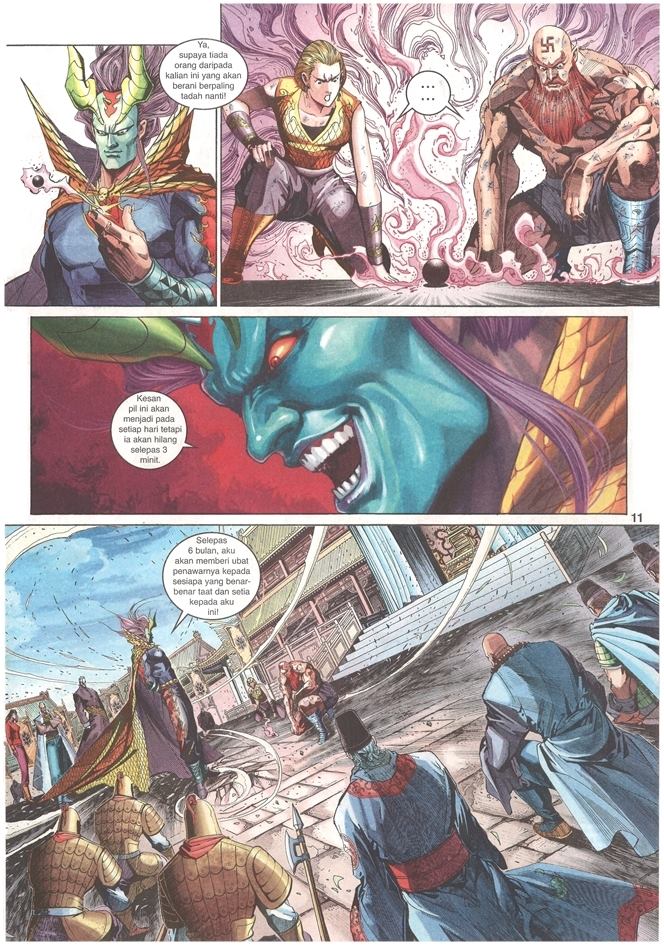 Ya,
supaya tiada
orang daripada
kalian ini yang akan
berani berpaling
tadah nanti!
...
...
Kesan
pil ini akan
menjadi pada
setiap hari tetapi
ia akan hilang
selepas 3
minit.
11
Selepas
6 bulan, aku
akan memberi ubat
penawarnya kepada
sesiapa yang benar-
benar taat dan setia
kepada aku
ini!